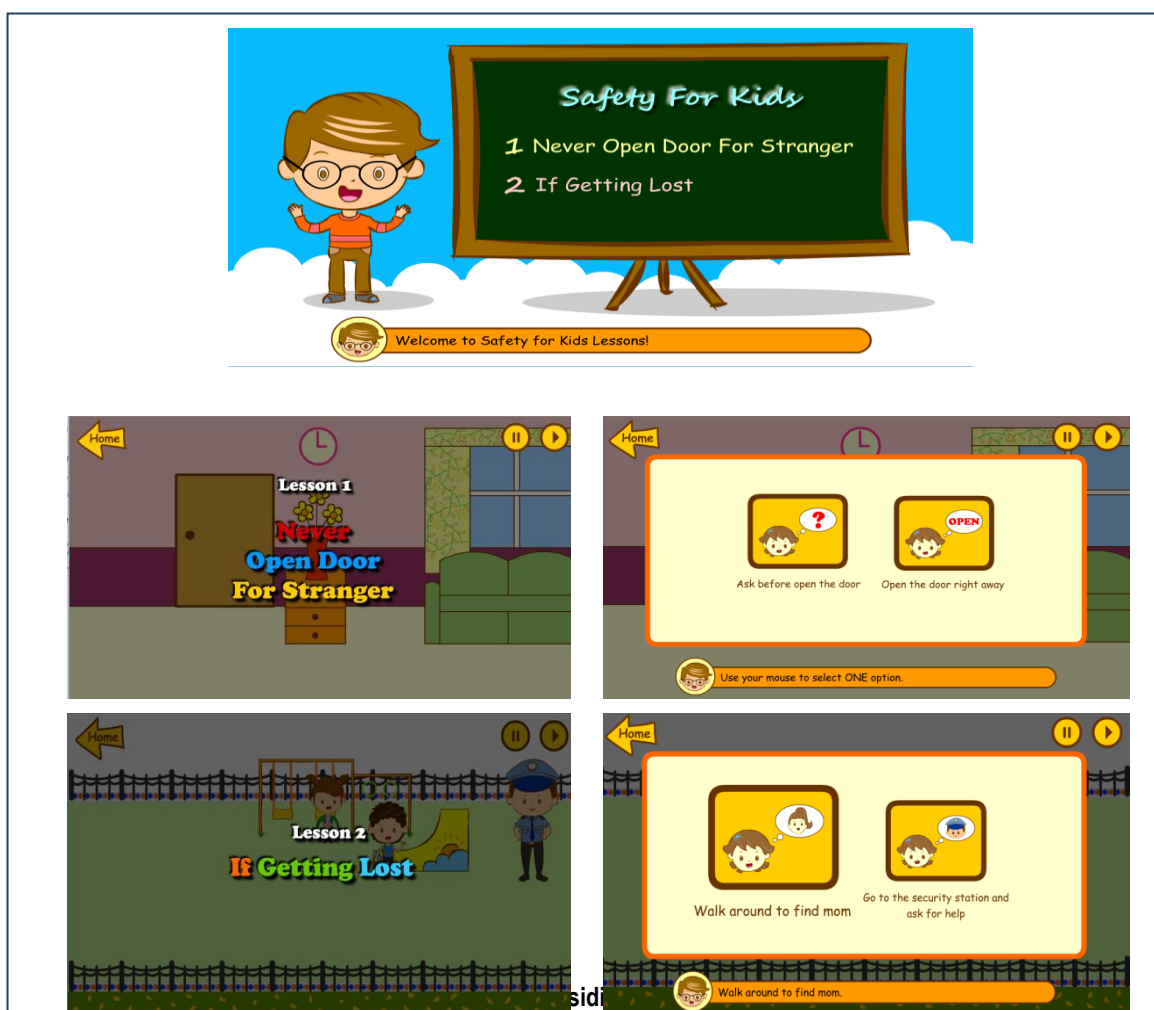 Safety For Kids
1 Never Open Door For Stranger
2 If Getting Lost
Welcome to Safety for Kids Lessons!
Home
Lesson 1
Never
Open Door
For Stranger
Home
?
OPEN
Ask before open the door
Open the door right away
Use your mouse to select ONE option.
Home
Lesson 2
If Getting Lost
Home
Walk around to find mom
Go to the security station and
ask for help
Walk around to find mom.